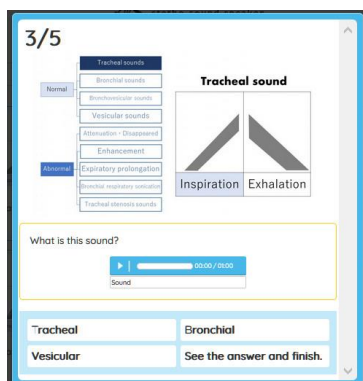 3/5
Tracheal sounds
Normal
Bronchial sounds
Bronchovesicular sounds
Vesicular sounds
Attenuation・Disappeared
Enhancement
Abnormal
Expiratory prolongation
Bronchial respiratory sonication
Tracheal stenosis sounds
Tracheal sound
Inspiration
Exhalation
What is this sound?
00:00 / 01:00
Sound
Tracheal
Bronchial
Vesicular
See the answer and finish.